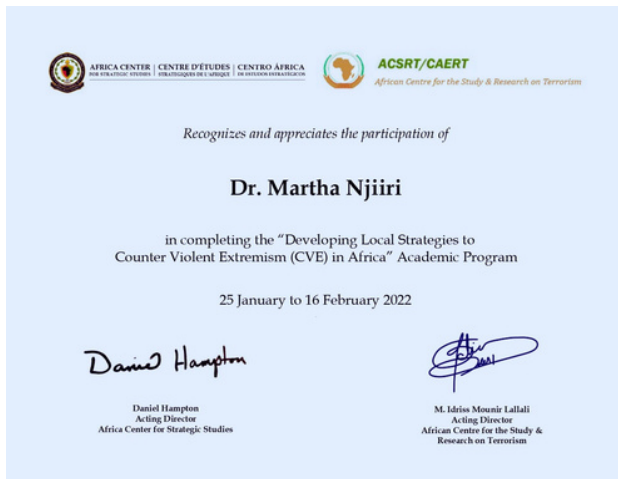 AFRICA CENTER | CENTRE D'ÉTUDES | CENTRO ÁFRICA
FOR STRATEGIC STUDIES | STRATÉGIQUES DE L'AFRIQUE | DE ESTUDIOS ESTRATÉGICOS
ACSRT/CAERT
African Centre for the Study & Research on Terrorism
Recognizes and appreciates the participation of
Dr. Martha Njiiri
in completing the “Developing Local Strategies to
Counter Violent Extremism (CVE) in Africa” Academic Program
25 January to 16 February 2022
Daniel Hampton
Daniel Hampton
Acting Director
Africa Center for Strategic Studies
M. Idriss Mounir Lallali
Acting Director
African Centre for the Study &
Research on Terrorism